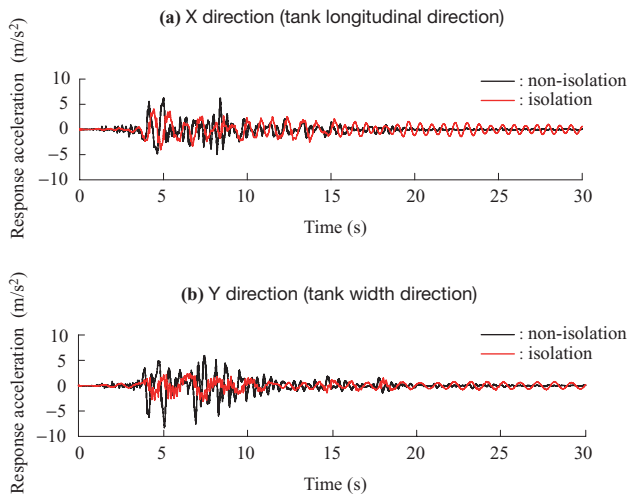 (a) X direction (tank longitudinal direction)
Response acceleration (m/s²)
10
5
0
−5
−10
: non-isolation
: isolation
0 5 10 15 20 25 30
Time (s)
(b) Y direction (tank width direction)
Response acceleration (m/s²)
10
5
0
−5
−10
: non-isolation
: isolation
0 5 10 15 20 25 30
Time (s)